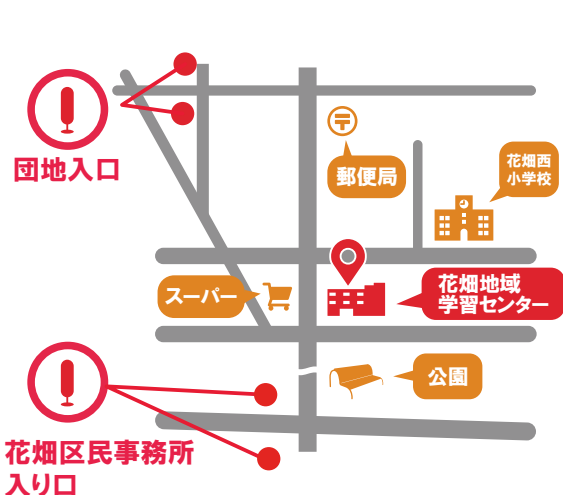 団地入口
郵便局
花畑西
小学校
スーパー
花畑地域
学習センター
公園
花畑区民事務所
入り口